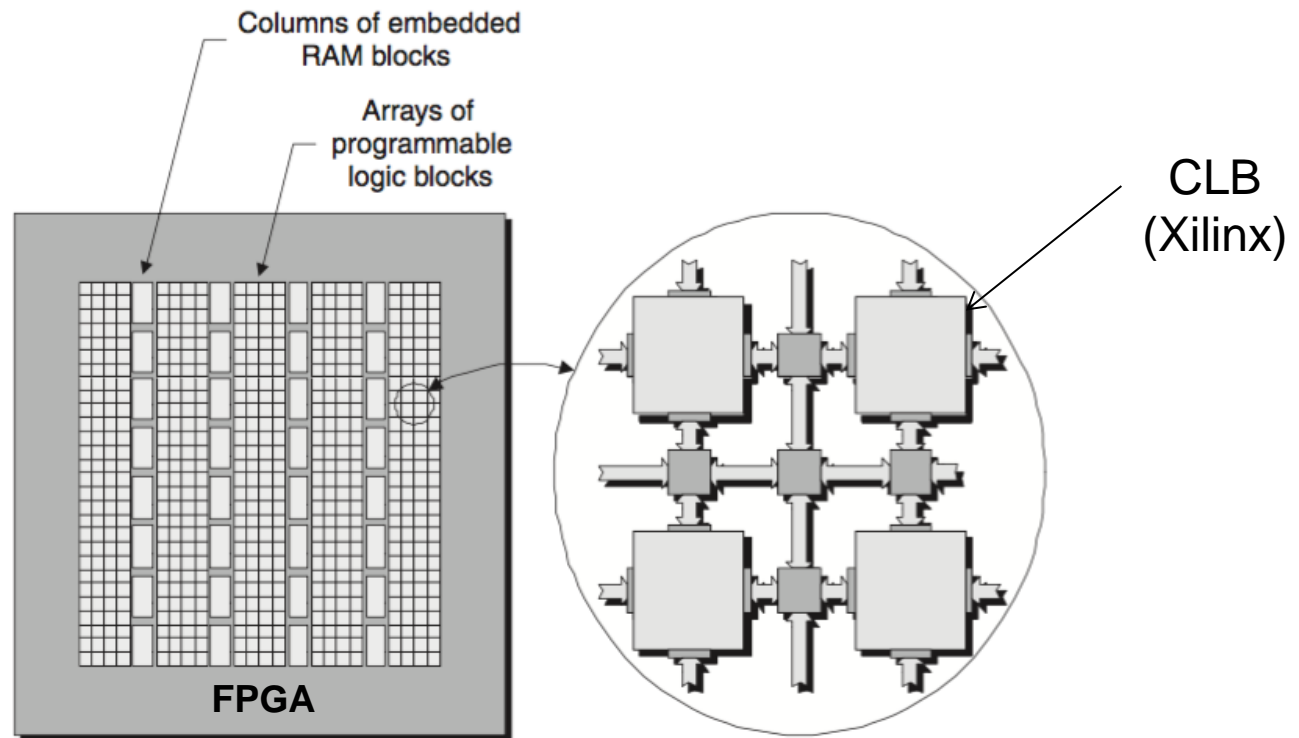 Columns of embedded
RAM blocks
Arrays of
programmable
logic blocks
CLB
(Xilinx)
FPGA